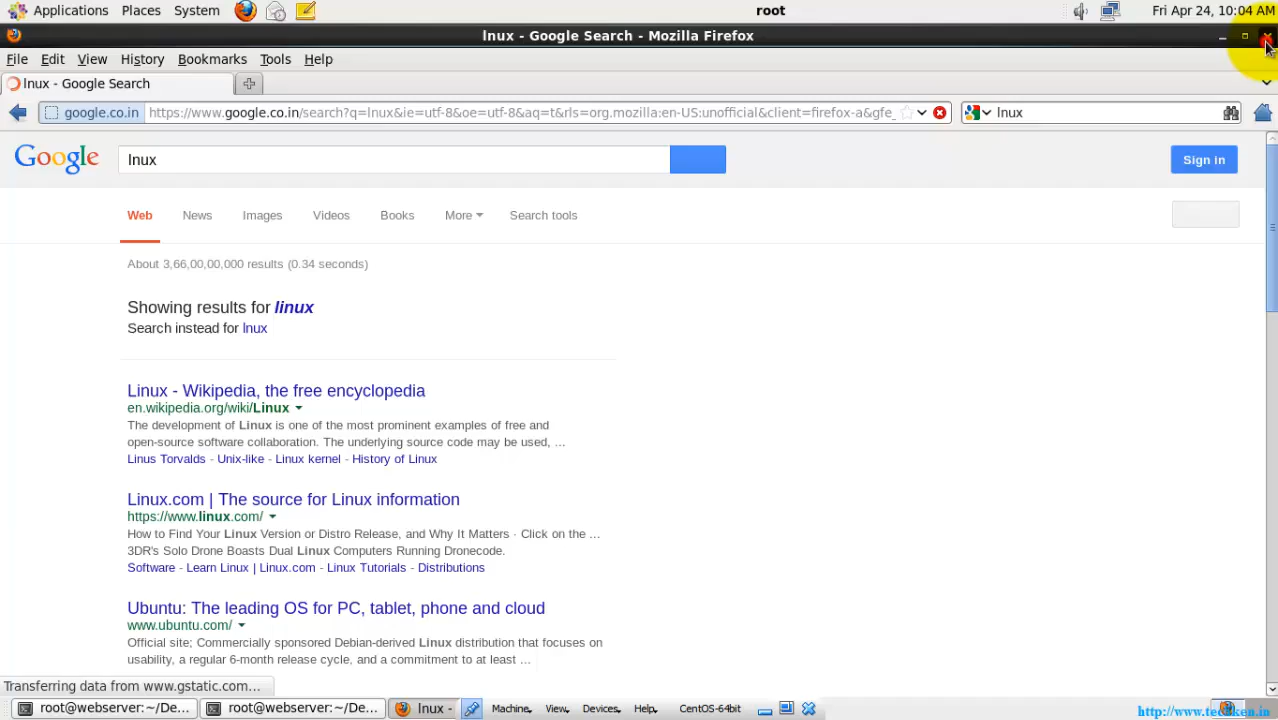 Applications Places System root Fri Apr 24, 10:04 AM
lnux - Google Search - Mozilla Firefox
File Edit View History Bookmarks Tools Help
lnux - Google Search
google.co.in https://www.google.co.in/search?q=lnux&ie=utf-8&oe=utf-8&aq=t&rls=org.mozilla:en-US:unofficial&client=firefox-a&gfe_ lnux
Google lnux Sign in
Web News Images Videos Books More Search tools
About 3,66,00,00,000 results (0.34 seconds)
Showing results for linux
Search instead for lnux
Linux - Wikipedia, the free encyclopedia
en.wikipedia.org/wiki/Linux
The development of Linux is one of the most prominent examples of free and
open-source software collaboration. The underlying source code may be used, ...
Linus Torvalds - Unix-like - Linux kernel - History of Linux
Linux.com | The source for Linux information
https://www.linux.com/
How to Find Your Linux Version or Distro Release, and Why It Matters · Click on the ...
3DR's Solo Drone Boasts Dual Linux Computers Running Dronecode.
Software - Learn Linux | Linux.com - Linux Tutorials - Distributions
Ubuntu: The leading OS for PC, tablet, phone and cloud
www.ubuntu.com/
Official site; Commercially sponsored Debian-derived Linux distribution that focuses on
usability, a regular 6-month release cycle, and a commitment to at least ...
Transferring data from www.gstatic.com...
root@webserver:~/De... root@webserver:~/De... lnux - Machine View Devices Help CentOS-64bit